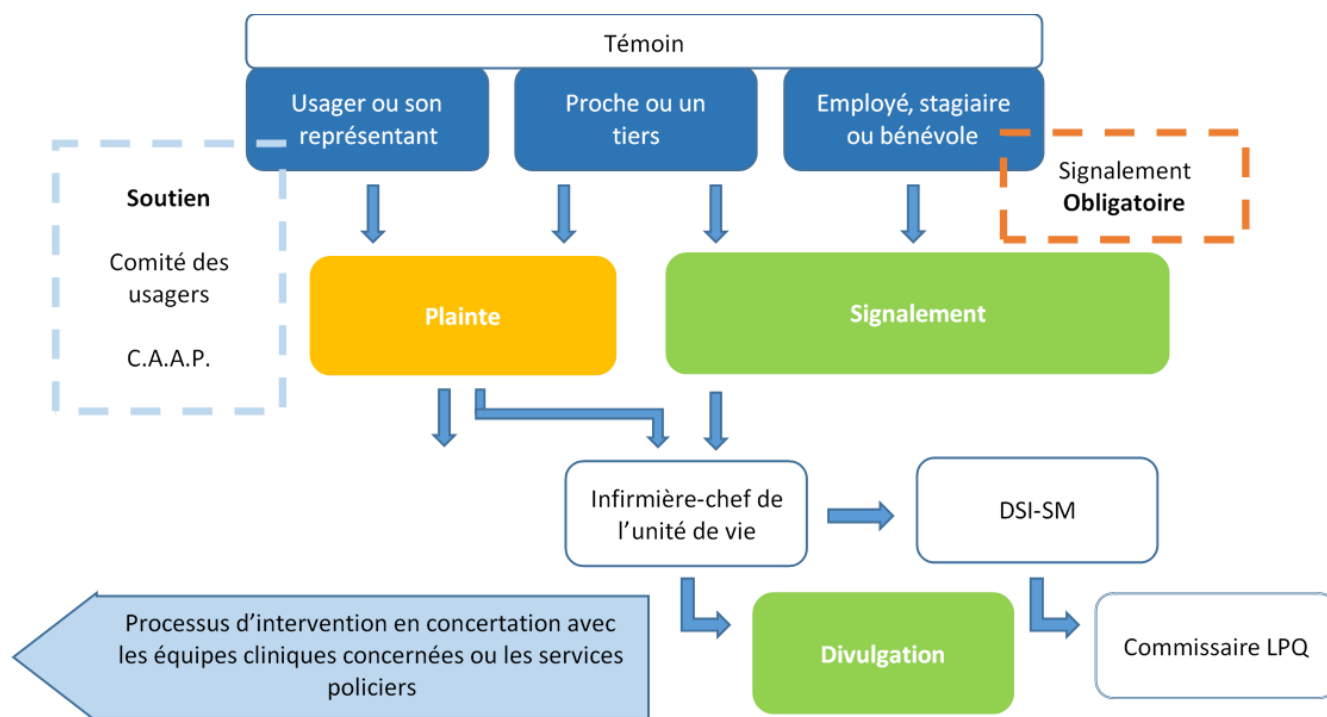 Témoin
Usager ou son
représentant
Proche ou un
tiers
Employé, stagiaire
ou bénévole
Soutien
Comité des
usagers
C.A.A.P.
Signalement
Obligatoire
Plainte
Signalement
Infirmière-chef de
l’unité de vie
DSI-SM
Processus d’intervention en concertation avec
les équipes cliniques concernées ou les services
policiers
Divulgation
Commissaire LPQ